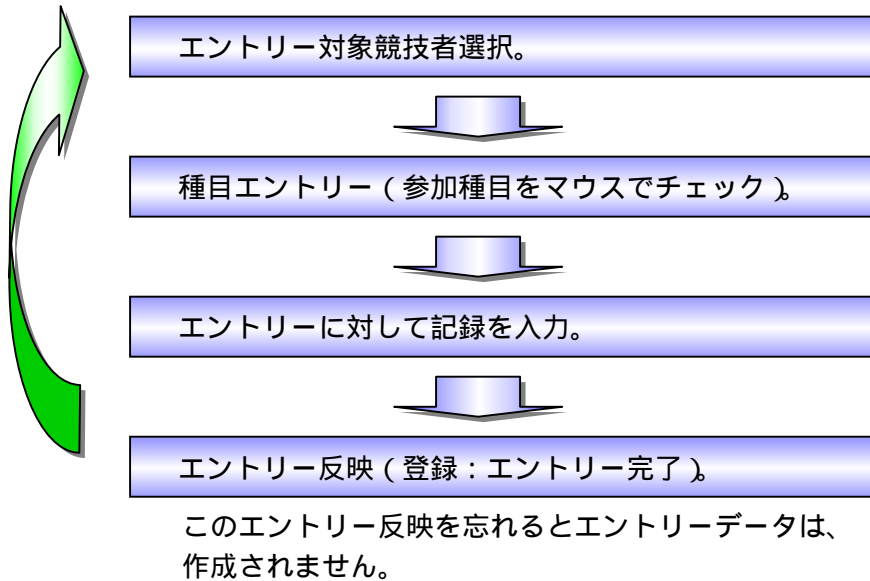 エントリー対象競技者選択。
種目エントリー（参加種目をマウスでチェック）。
エントリーに対して記録を入力。
エントリー反映（登録：エントリー完了）。
このエントリー反映を忘れるとエントリーデータは、
作成されません。